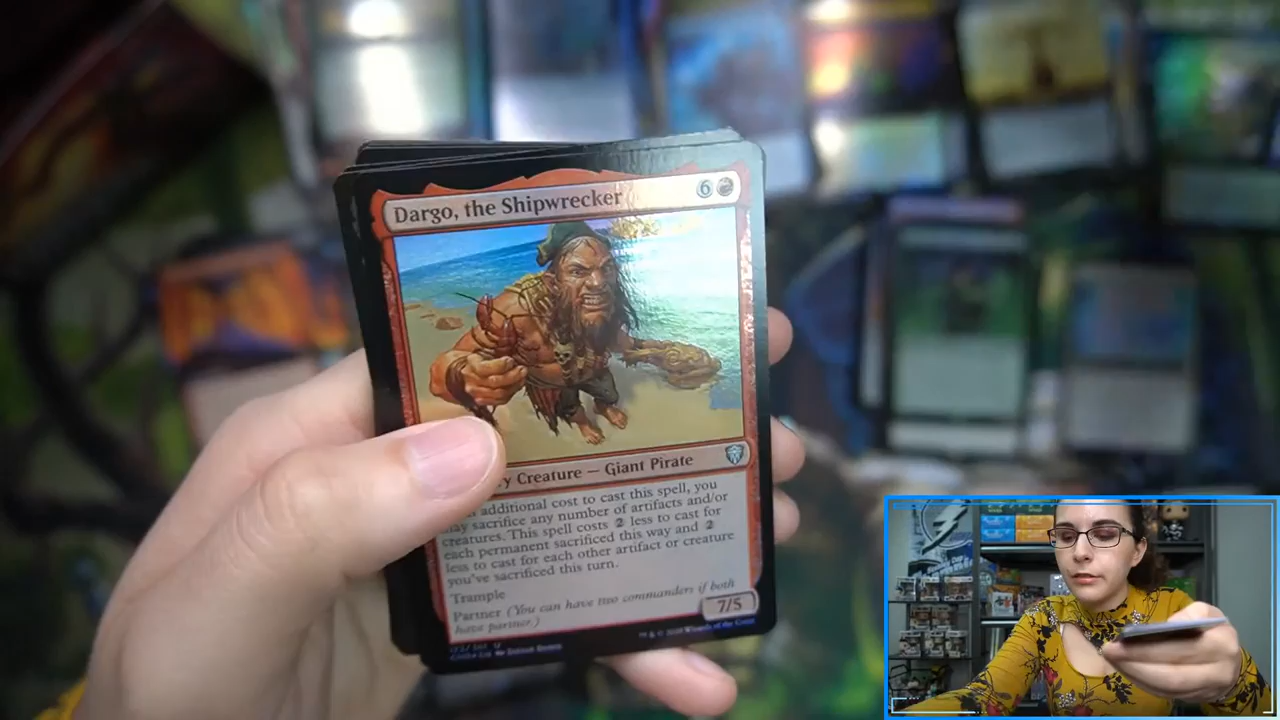 Dargo, the Shipwrecker 6
ry Creature — Giant Pirate
additional cost to cast this spell, you
may sacrifice any number of artifacts and/or
creatures. This spell costs 2 less to cast for
each permanent sacrificed this way and 2
less to cast for each other artifact or creature
you've sacrificed this turn.
Trample
Partner (You can have two commanders if both
have partner.)
7/5